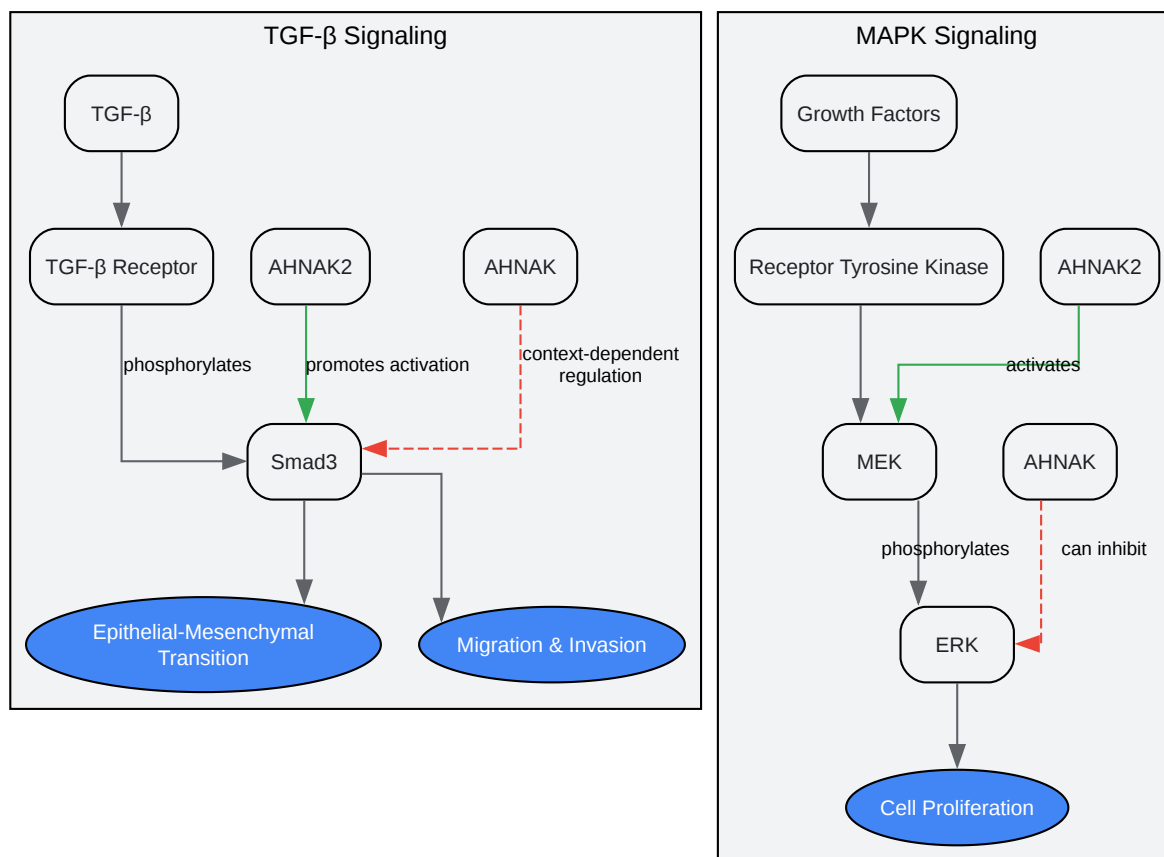 TGF-β Signaling
TGF-β
TGF-β Receptor
AHNAK2
AHNAK
phosphorylates
promotes activation
context-dependent
regulation
Smad3
Epithelial-Mesenchymal
Transition
Migration & Invasion
MAPK Signaling
Growth Factors
Receptor Tyrosine Kinase
AHNAK2
activates
MEK
AHNAK
phosphorylates
can inhibit
ERK
Cell Proliferation